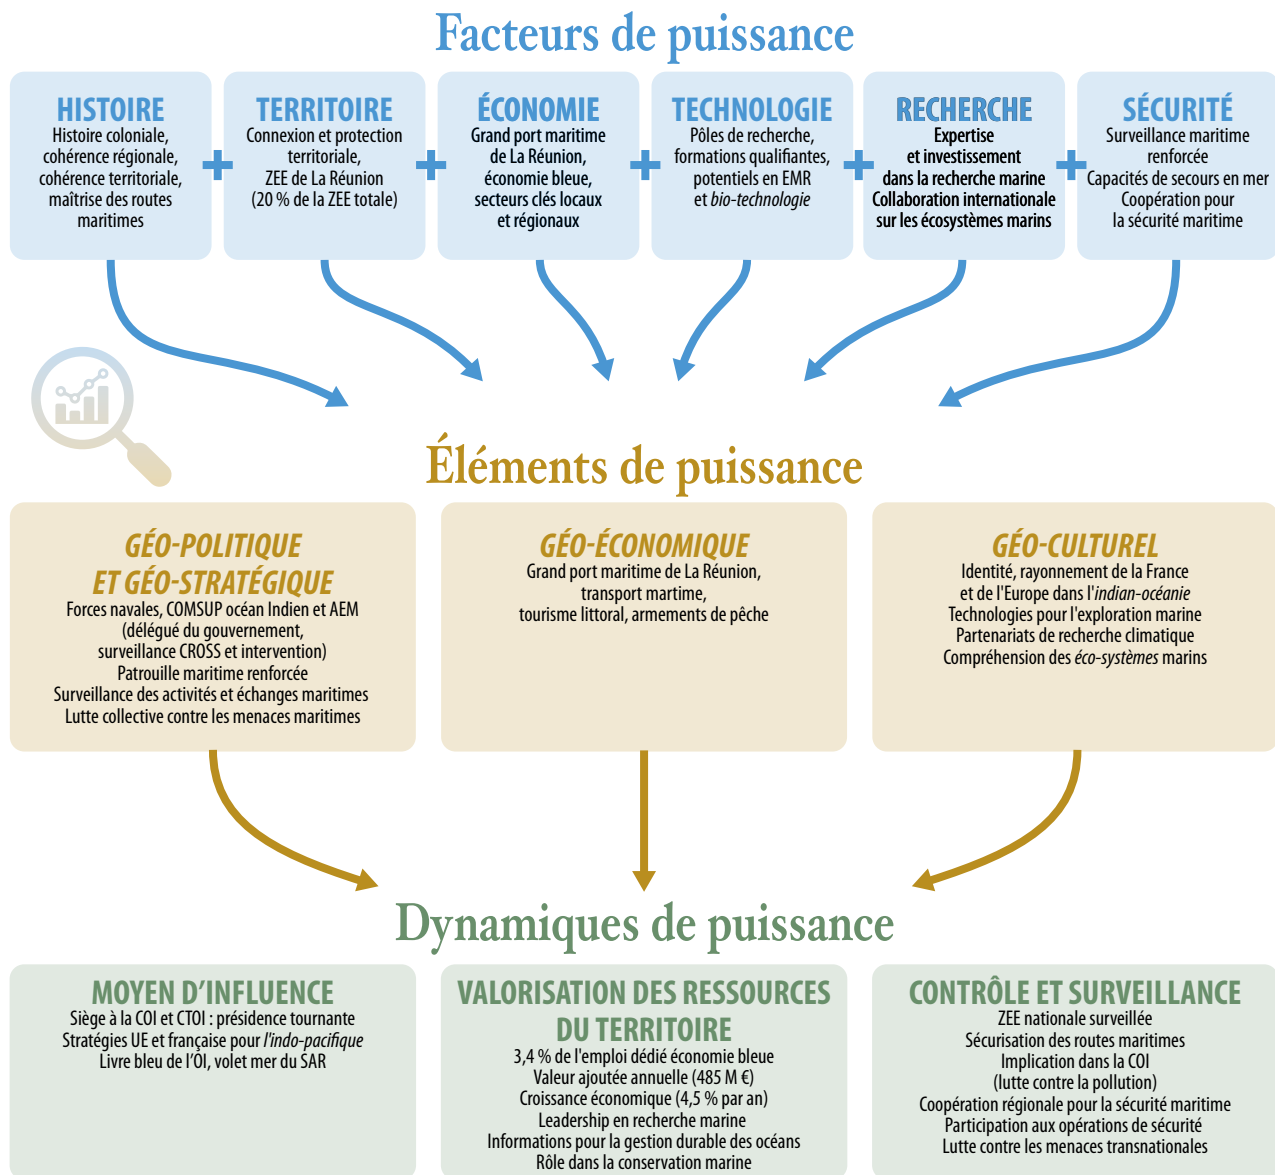 Facteurs de puissance
HISTOIRE
Histoire coloniale,
cohérence régionale,
cohérence territoriale,
maîtrise des routes
maritimes
TERRITOIRE
Connexion et protection
territoriale,
ZEE de La Réunion
(20 % de la ZEE totale)
ÉCONOMIE
Grand port maritime
de La Réunion,
économie bleue,
secteurs clés locaux
et régionaux
TECHNOLOGIE
Pôles de recherche,
formations qualifiantes,
potentiels en EMR
et bio-technologie
RECHERCHE
Expertise
et investissement
dans la recherche marine
Collaboration internationale
sur les écosystèmes marins
SÉCURITÉ
Surveillance maritime
renforcée
Capacités de secours en mer
Coopération pour
la sécurité maritime
Éléments de puissance
GÉO-POLITIQUE
ET GÉO-STRATÉGIQUE
Forces navales, COMSUP océan Indien et AEM
(délégué du gouvernement,
surveillance CROSS et intervention)
Patrouille maritime renforcée
Surveillance des activités et échanges maritimes
Lutte collective contre les menaces maritimes
GÉO-ÉCONOMIQUE
Grand port maritime de La Réunion,
transport martime,
tourisme littoral, armements de pêche
GÉO-CULTUREL
Identité, rayonnement de la France
et de l'Europe dans l'indian-océanie
Technologies pour l'exploration marine
Partenariats de recherche climatique
Compréhension des éco-systèmes marins
Dynamiques de puissance
MOYEN D'INFLUENCE
Siège à la COI et CTOI : présidence tournante
Stratégies UE et française pour l'indo-pacifique
Livre bleu de l'OI, volet mer du SAR
VALORISATION DES RESSOURCES
DU TERRITOIRE
3,4 % de l'emploi dédié économie bleue
Valeur ajoutée annuelle (485 M €)
Croissance économique (4,5 % par an)
Leadership en recherche marine
Informations pour la gestion durable des océans
Rôle dans la conservation marine
CONTRÔLE ET SURVEILLANCE
ZEE nationale surveillée
Sécurisation des routes maritimes
Implication dans la COI
(lutte contre la pollution)
Coopération régionale pour la sécurité maritime
Participation aux opérations de sécurité
Lutte contre les menaces transnationales